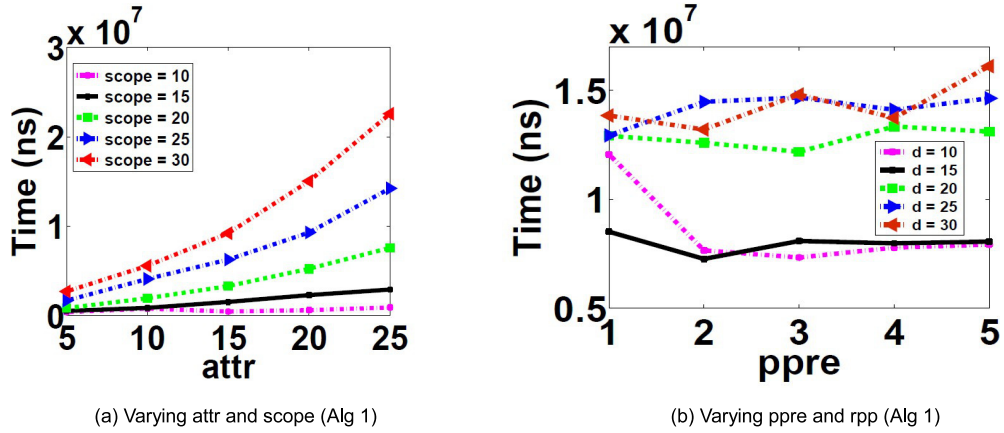 x 10^7
3
2
1
0
Time (ns)
scope = 10
scope = 15
scope = 20
scope = 25
scope = 30
5 10 15 20 25
attr
(a) Varying attr and scope (Alg 1)
x 10^7
1.5
1
0.5
Time (ns)
d = 10
d = 15
d = 20
d = 25
d = 30
1 2 3 4 5
ppre
(b) Varying ppre and rpp (Alg 1)